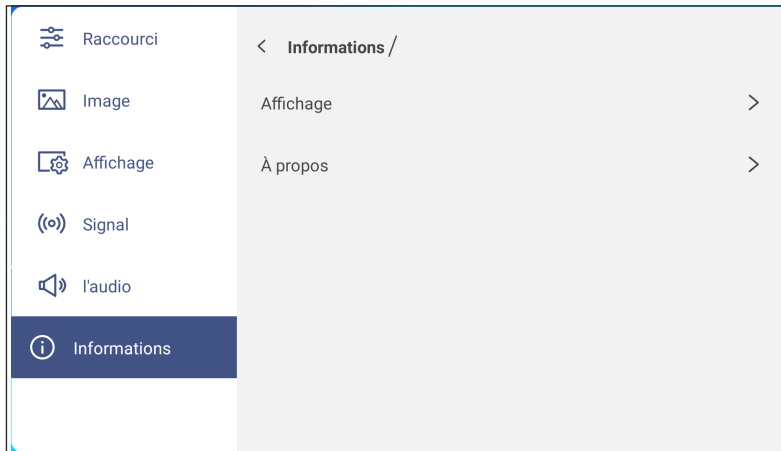 Raccourci
Image
Affichage
Signal
l'audio
Informations
< Informations /
Affichage >
À propos >